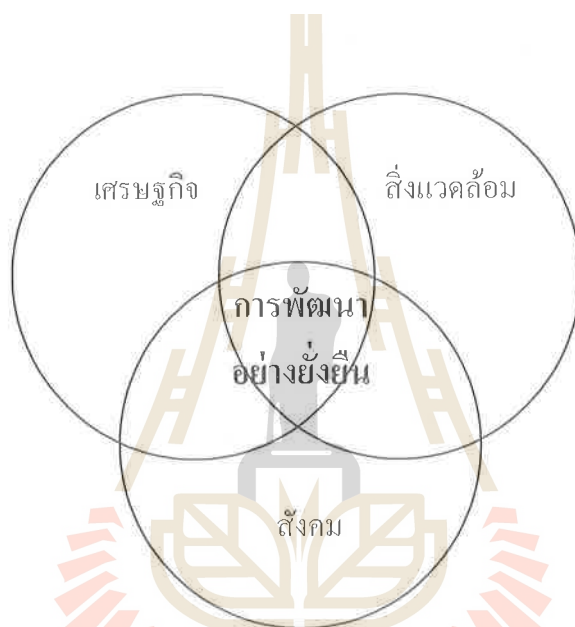 เศรษฐกิจ
สิ่งแวดล้อม
การพัฒนา
อย่างยั่งยืน
สังคม